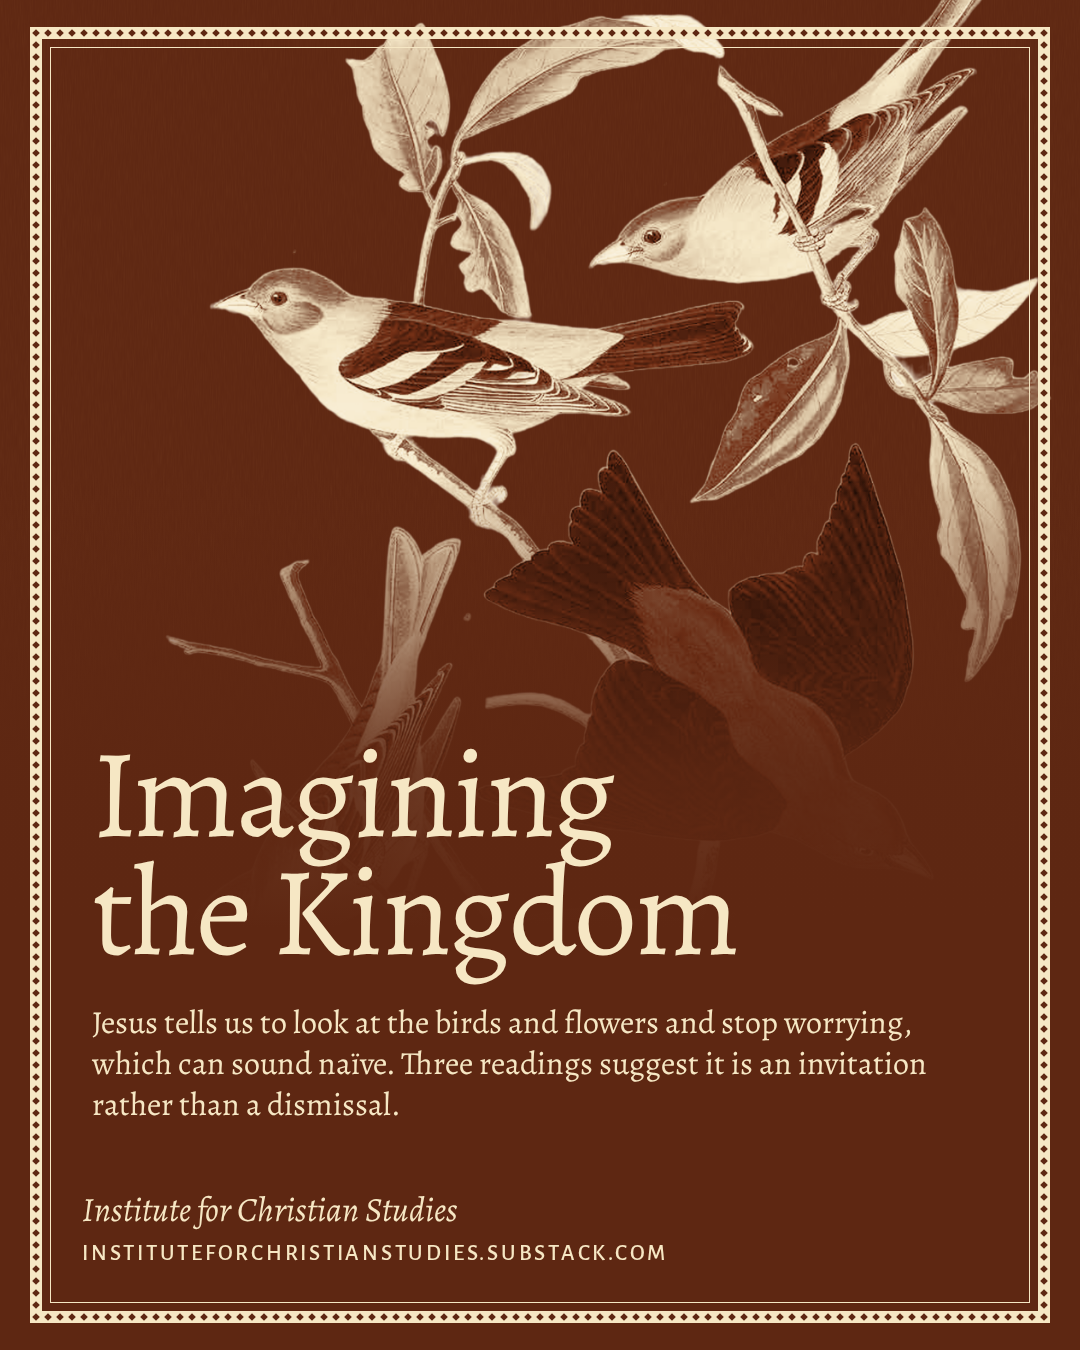 Imagining
the Kingdom
Jesus tells us to look at the birds and flowers and stop worrying,
which can sound naïve. Three readings suggest it is an invitation
rather than a dismissal.
Institute for Christian Studies
INSTITUTEFORCHRISTIANSTUDIES.SUBSTACK.COM